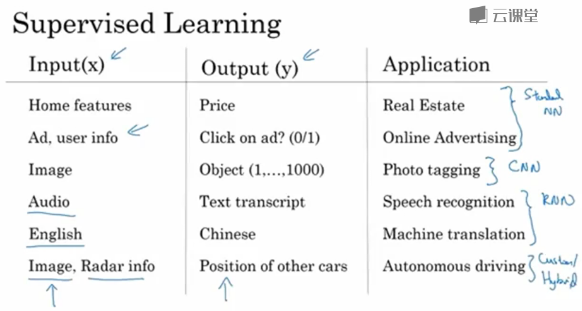 云课堂
Supervised Learning
Input(x) Output (y) Application
Home features Price Real Estate
Standard NN
Ad, user info Click on ad? (0/1) Online Advertising
Image Object (1,...,1000) Photo tagging CNN
Audio Text transcript Speech recognition RNN
English Chinese Machine translation
Image, Radar info Position of other cars Autonomous driving Custom/
Hybrid